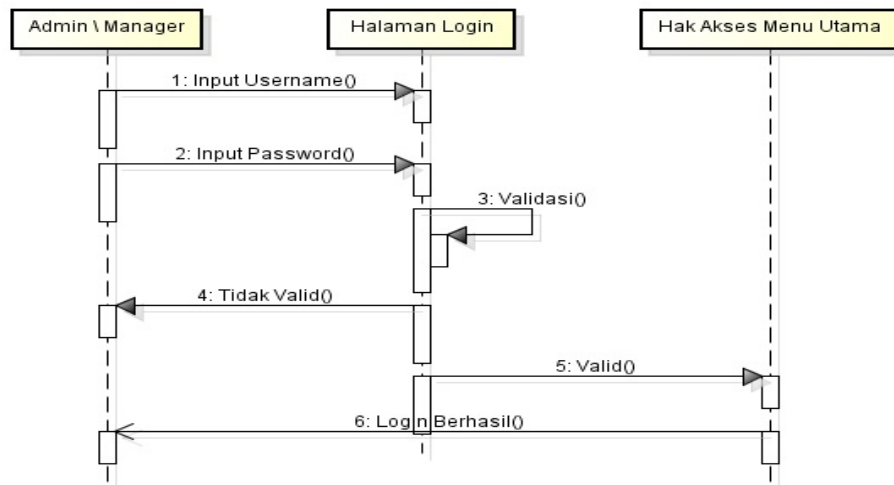 Admin \ Manager
Halaman Login
Hak Akses Menu Utama
1: Input Username()
2: Input Password()
3: Validasi()
4: Tidak Valid()
5: Valid()
6: Login Berhasil()